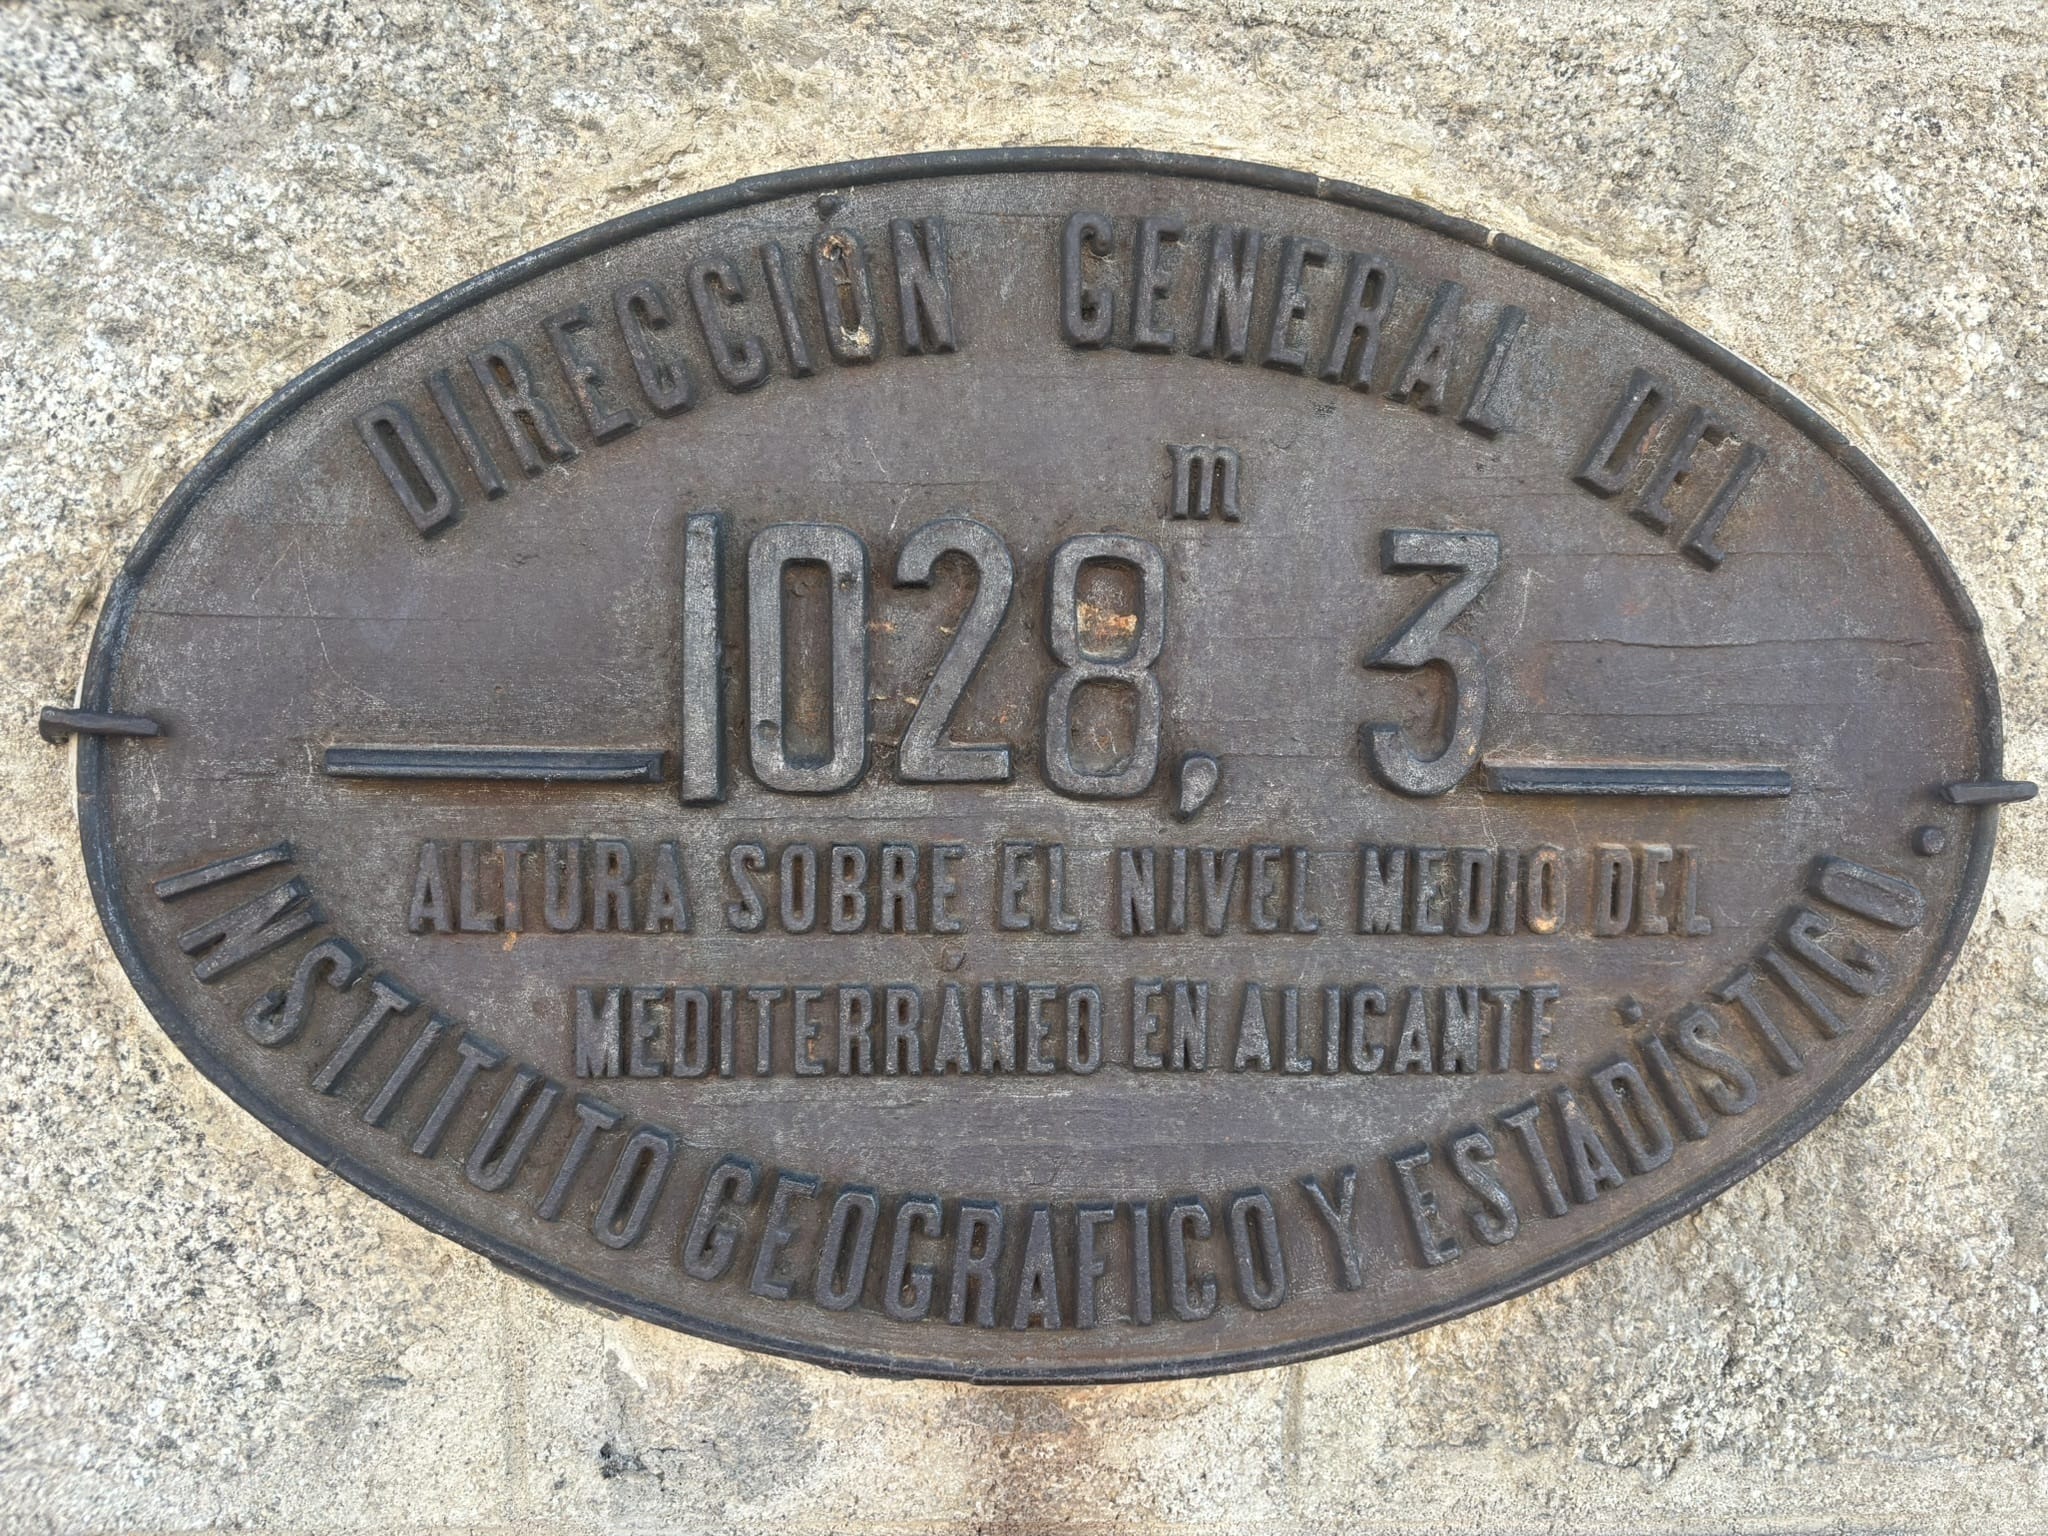 DIRECCIÓN GENERAL DEL
1028,m 3
ALTURA SOBRE EL NIVEL MEDIO DEL
MEDITERRÁNEO EN ALICANTE
INSTITUTO GEOGRAFICO Y ESTADÍSTICO.